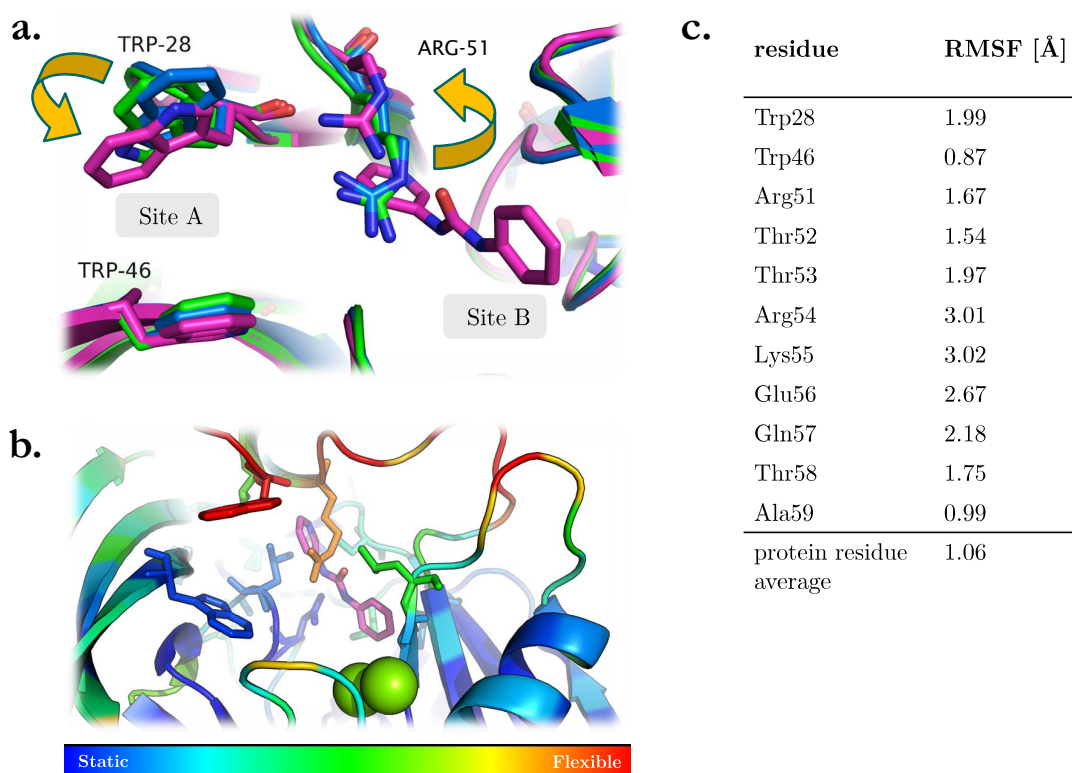 a.
TRP-28
ARG-51
Site A
TRP-46
Site B
b.
Static
Flexible
c.
residue RMSF [Å]
Trp28 1.99
Trp46 0.87
Arg51 1.67
Thr52 1.54
Thr53 1.97
Arg54 3.01
Lys55 3.02
Glu56 2.67
Gln57 2.18
Thr58 1.75
Ala59 0.99
protein residue 1.06
average